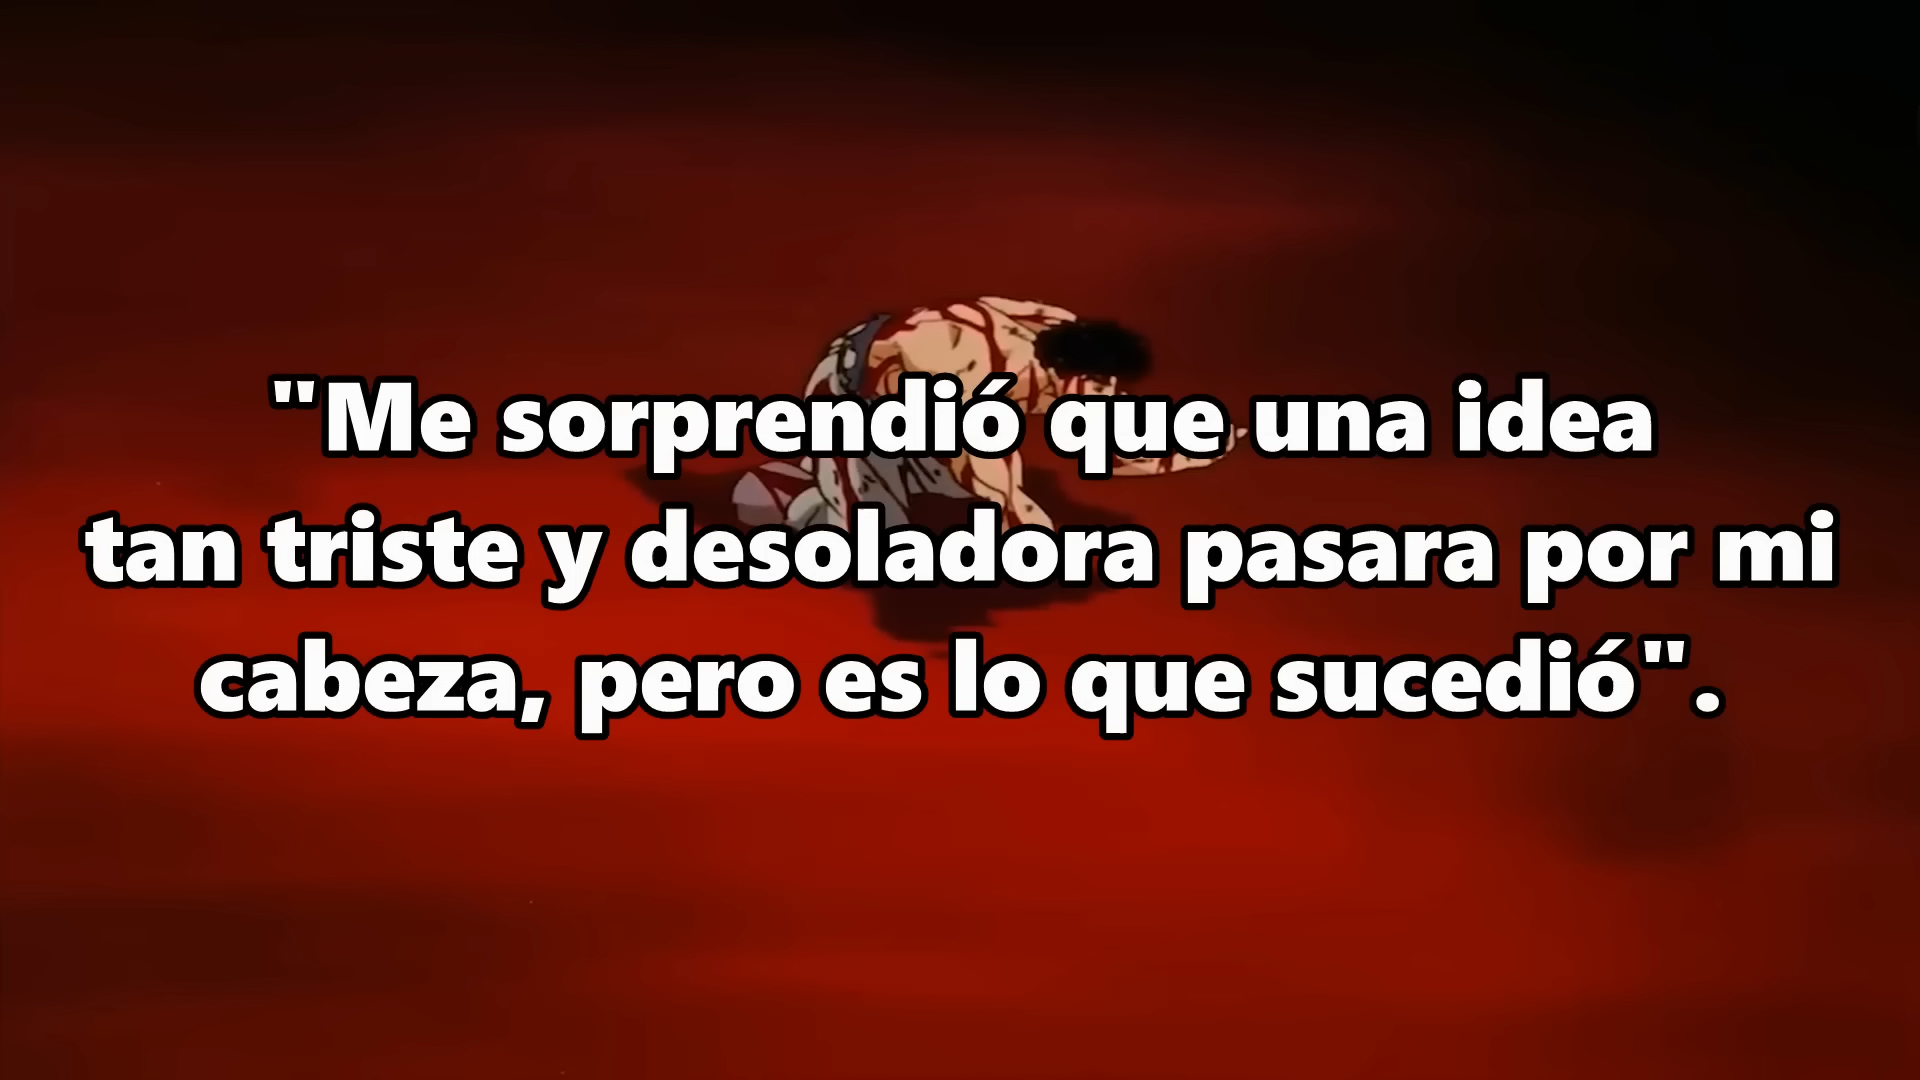 "Me sorprendió que una idea
tan triste y desoladora pasara por mi
cabeza, pero es lo que sucedió".